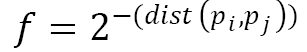 f = 2^{-(dist (p_i,p_j))}